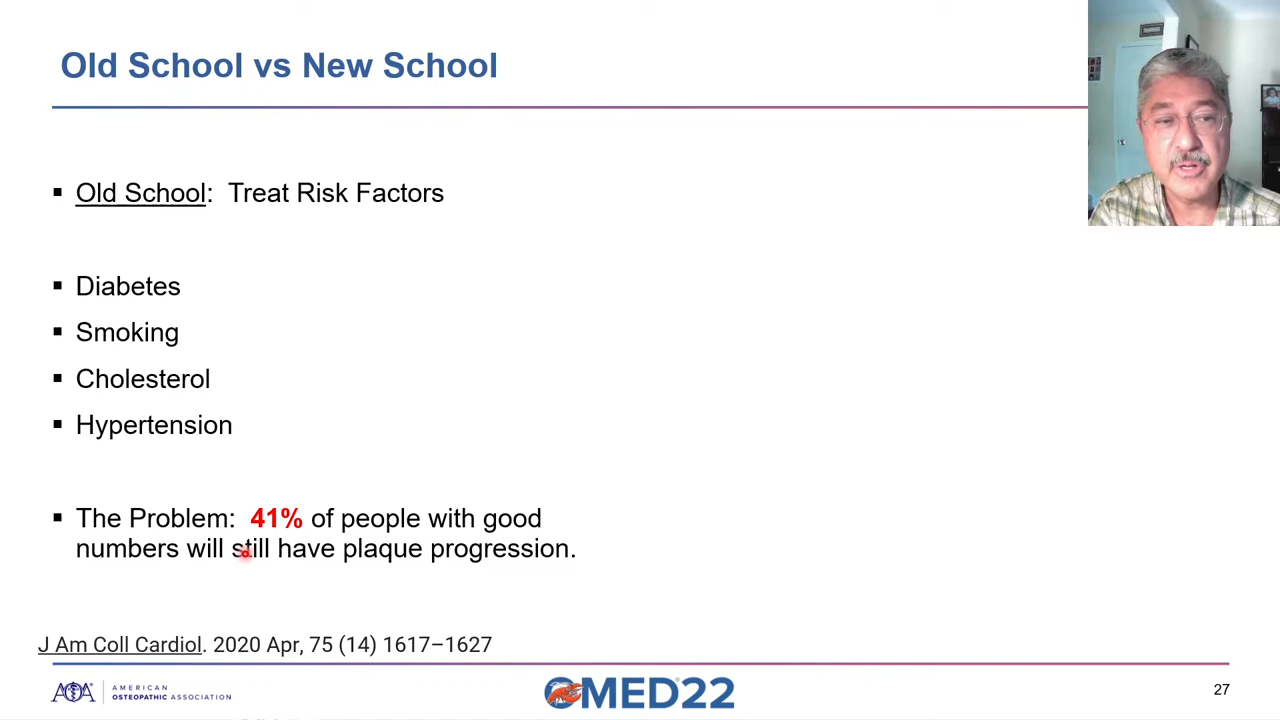 Old School vs New School
▪ Old School: Treat Risk Factors
▪ Diabetes
▪ Smoking
▪ Cholesterol
▪ Hypertension
▪ The Problem: 41% of people with good
numbers will still have plaque progression.
J Am Coll Cardiol. 2020 Apr, 75 (14) 1617–1627
AOA AMERICAN
OSTEOPATHIC ASSOCIATION
OMED22
27